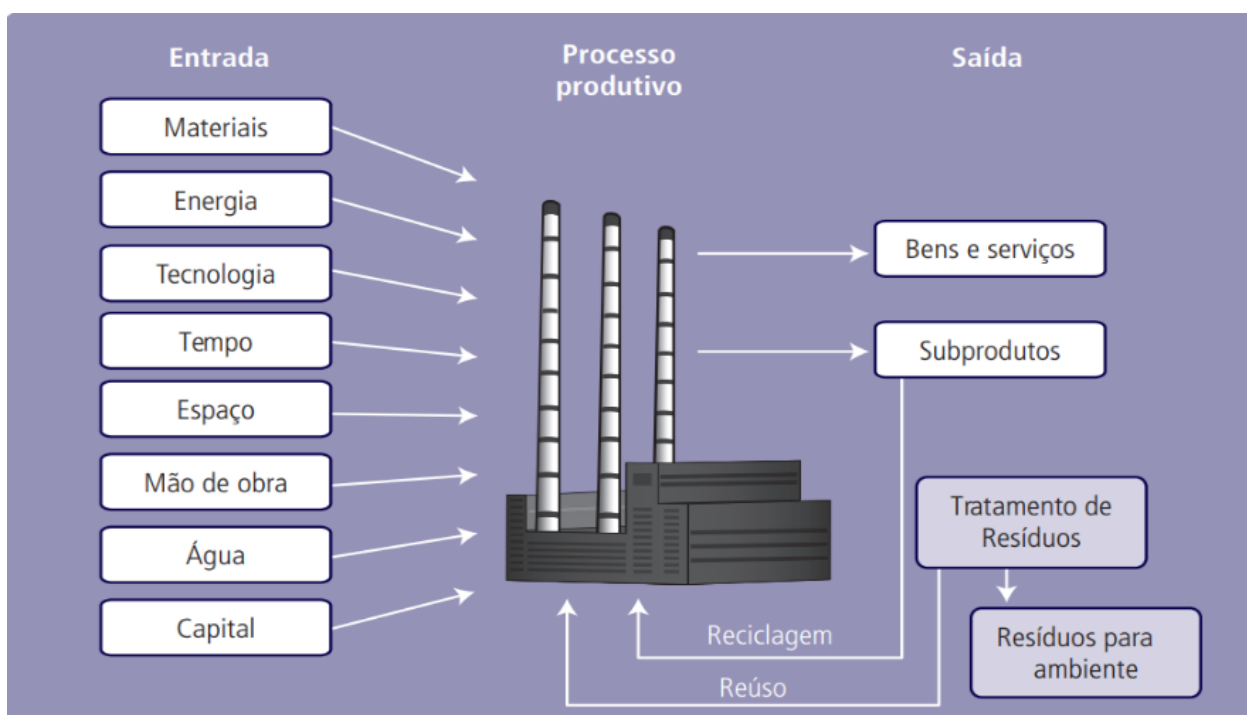 Entrada
Processo
produtivo
Saída
Materiais
Energia
Tecnologia
Tempo
Espaço
Mão de obra
Água
Capital
Bens e serviços
Subprodutos
Tratamento de
Resíduos
Resíduos para
ambiente
Reciclagem
Reúso